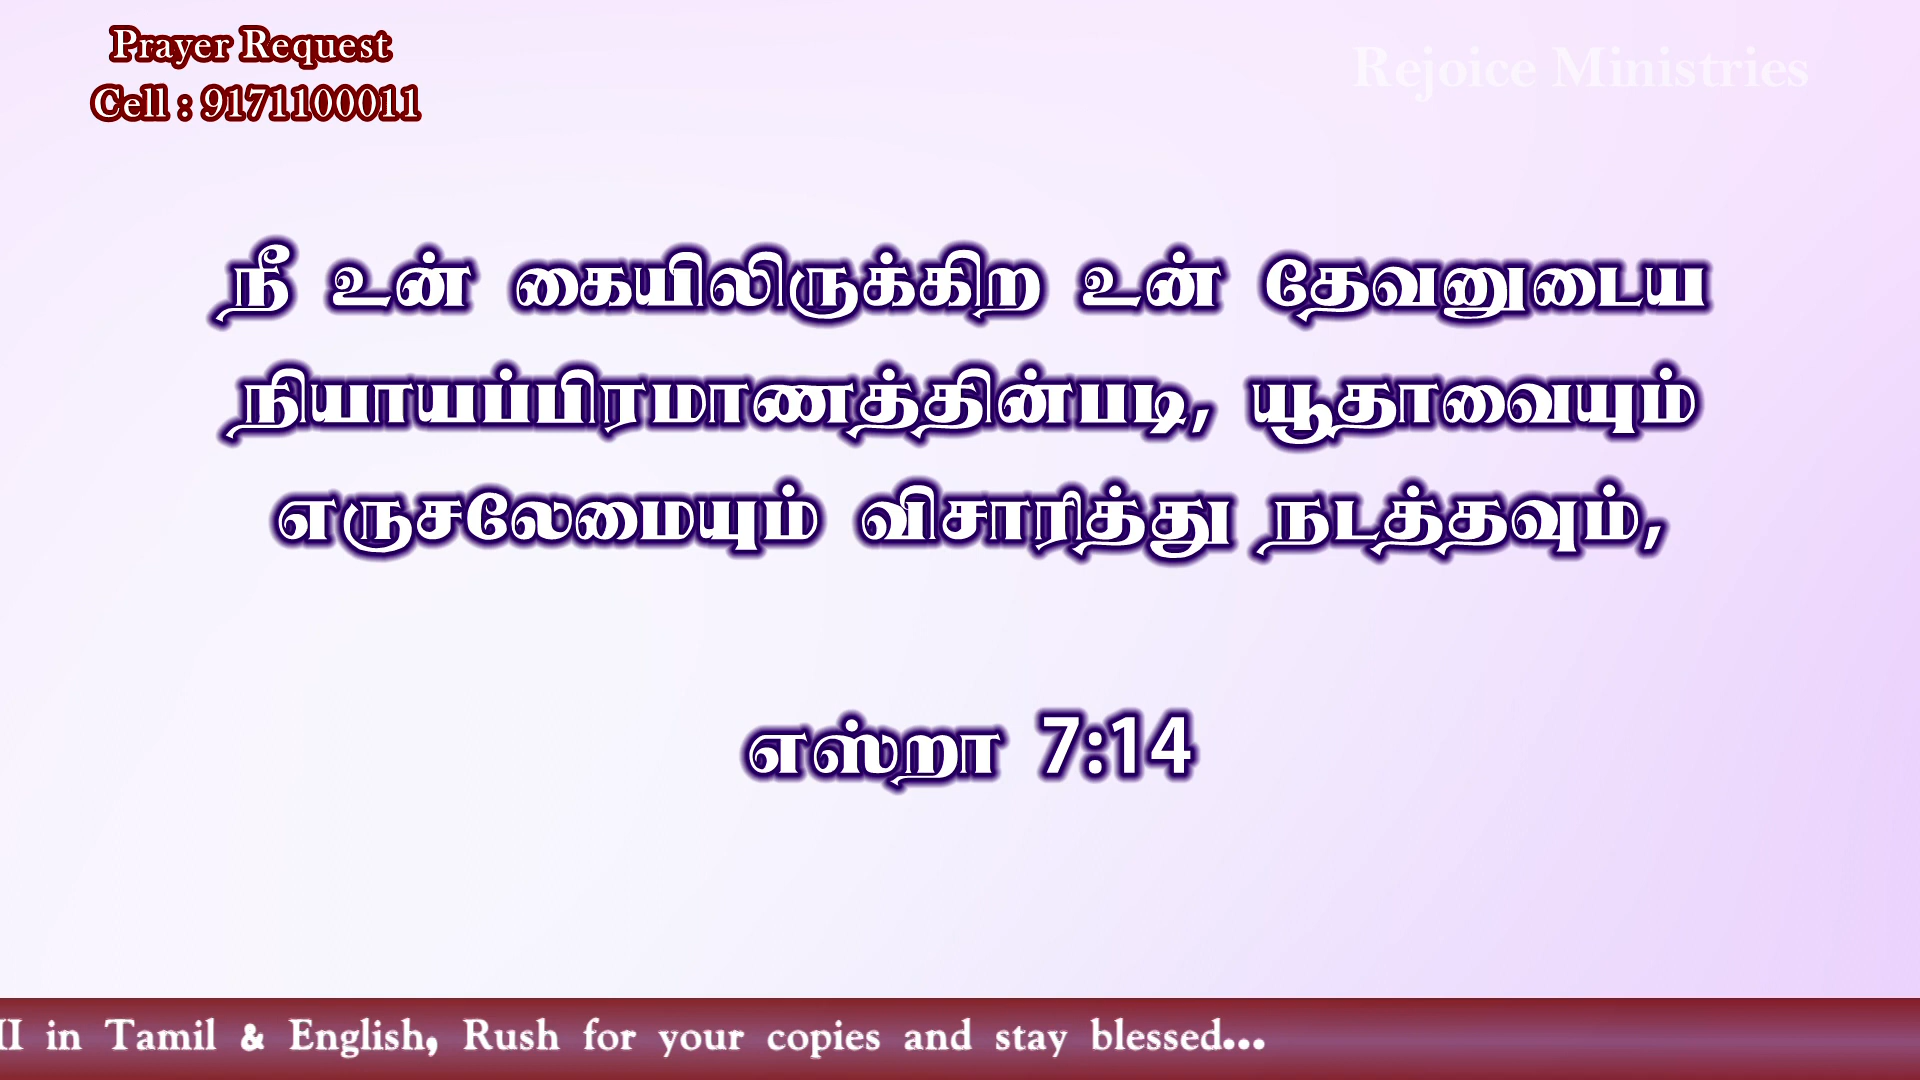 Prayer Request
Cell : 9171100011
Rejoice Ministries
நீ உன் கையிலிருக்கிற உன் தேவனுடைய
நியாயப்பிரமாணத்தின்படி, யூதாவையும்
எருசலேமையும் விசாரித்து நடத்தவும்,
எஸ்றா 7:14
in Tamil & English, Rush for your copies and stay blessed...